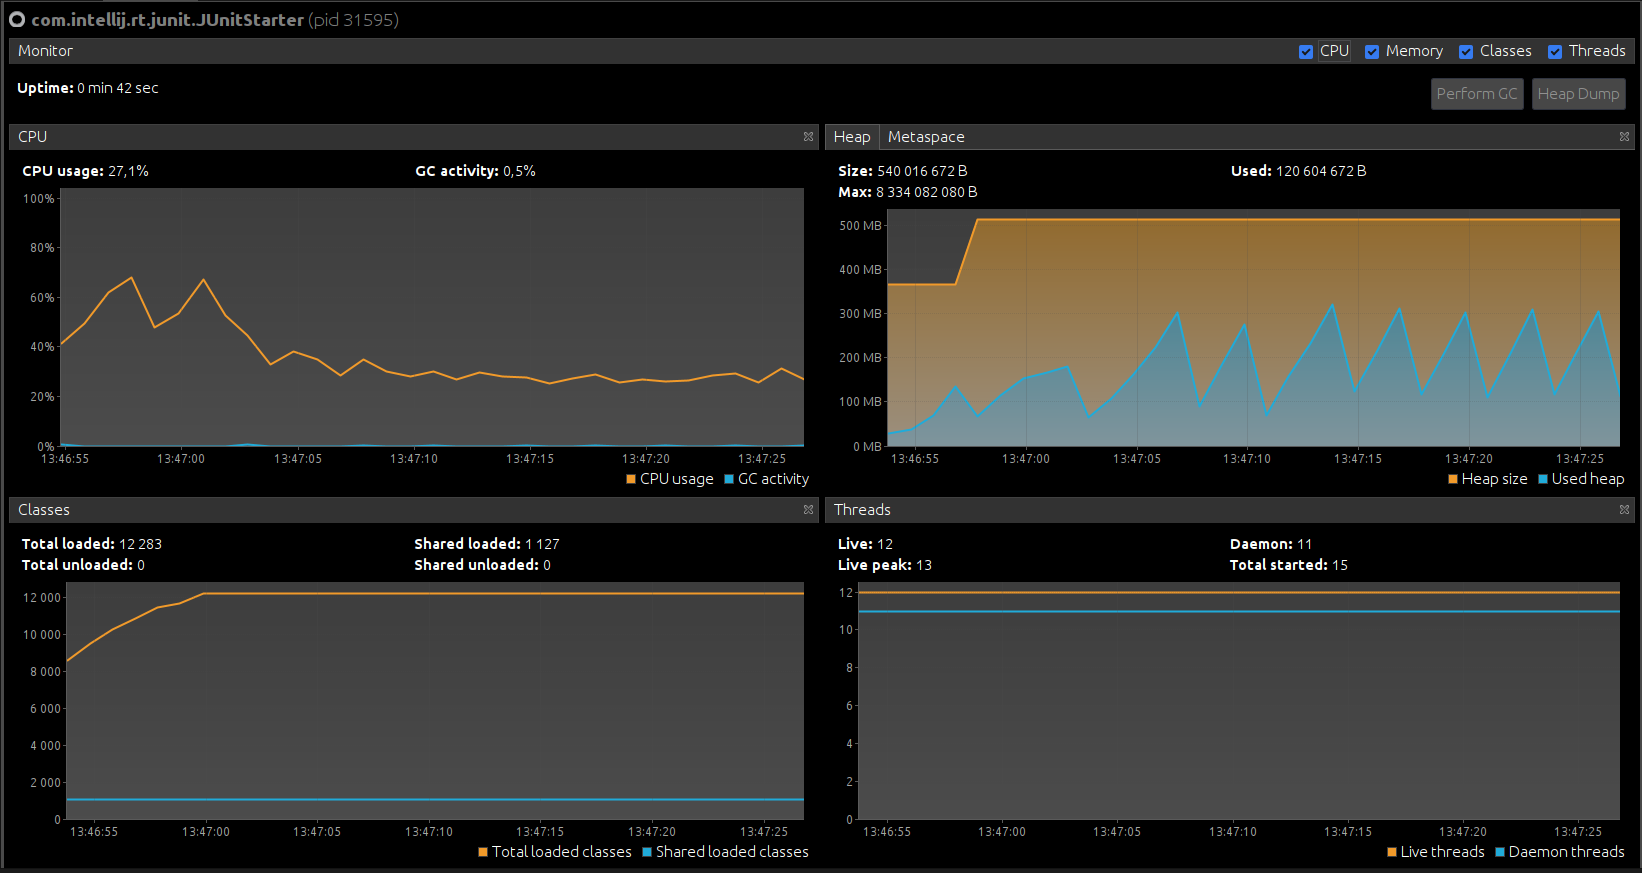 com.intellij.rt.junit.JUnitStarter (pid 31595)
Monitor
CPU Memory Classes Threads
Uptime: 0 min 42 sec
Perform GC Heap Dump
CPU
CPU usage: 27,1% GC activity: 0,5%
100%
80%
60%
40%
20%
0%
13:46:55 13:47:00 13:47:05 13:47:10 13:47:15 13:47:20 13:47:25
CPU usage GC activity
Heap Metaspace
Size: 540 016 672 B Used: 120 604 672 B
Max: 8 334 082 080 B
500 MB
400 MB
300 MB
200 MB
100 MB
0 MB
13:46:55 13:47:00 13:47:05 13:47:10 13:47:15 13:47:20 13:47:25
Heap size Used heap
Classes
Total loaded: 12 283 Shared loaded: 1 127
Total unloaded: 0 Shared unloaded: 0
12 000
10 000
8 000
6 000
4 000
2 000
0
13:46:55 13:47:00 13:47:05 13:47:10 13:47:15 13:47:20 13:47:25
Total loaded classes Shared loaded classes
Threads
Live: 12 Daemon: 11
Live peak: 13 Total started: 15
12
10
8
6
4
2
0
13:46:55 13:47:00 13:47:05 13:47:10 13:47:15 13:47:20 13:47:25
Live threads Daemon threads